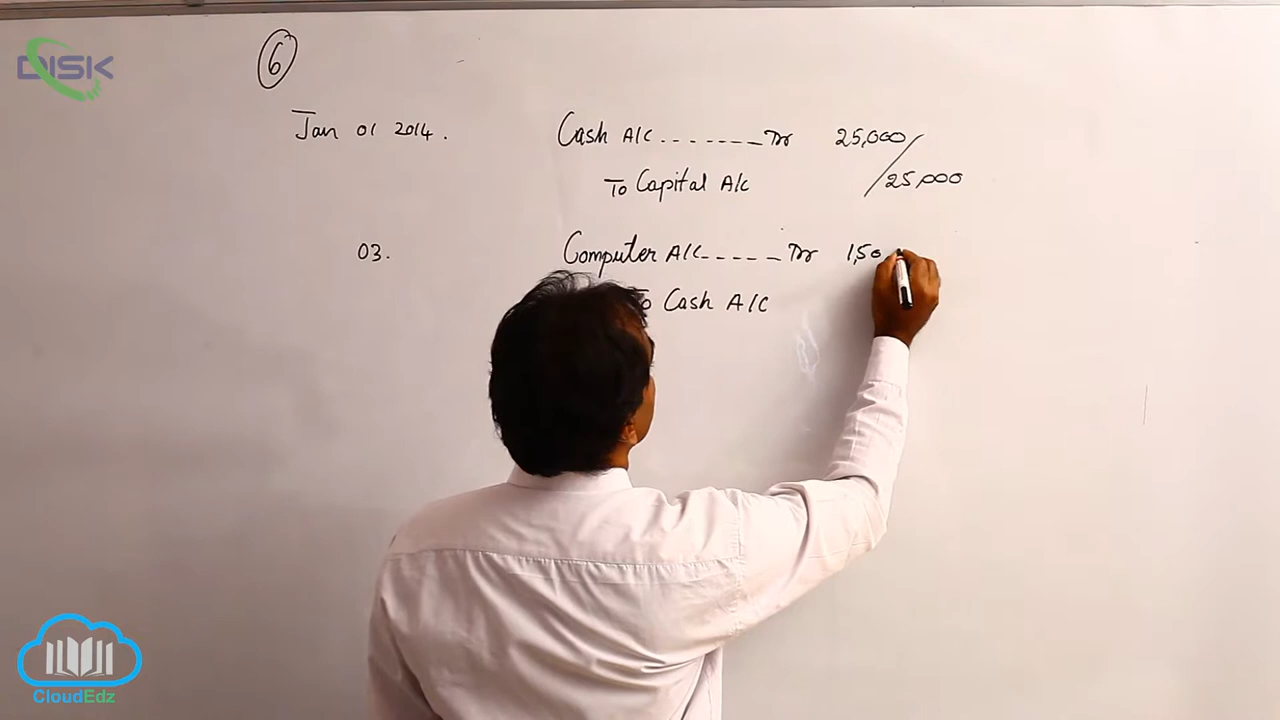 DISK
6
Jan 01 2014. Cash A/c.......Dr 25,000/
To Capital A/c /25,000
03. Computer A/C-----Dr 1,50
To Cash A/C
CloudEdz